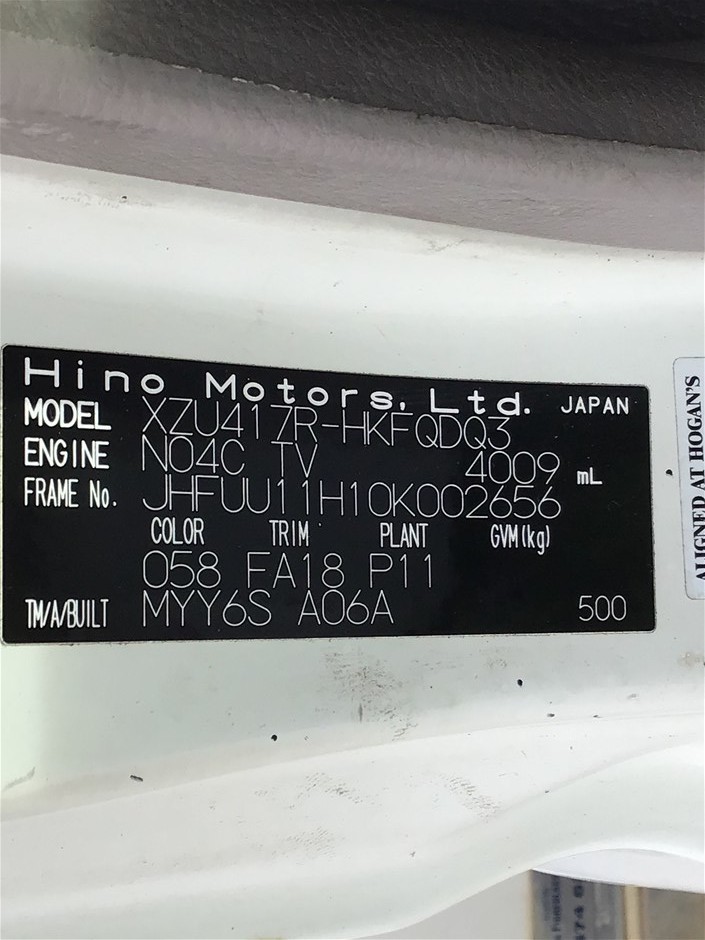 Hino Motors, Ltd. JAPAN
MODEL XZU417R-HKFQDQ3
ENGINE N04C TV 4009 mL
FRAME No. JHFUU11H10K002656
COLOR TRIM PLANT GVM(kg)
058 FA18 P11
TM/A/BUILT MYY6S A06A 500
ALIGNED AT HOGAN'S